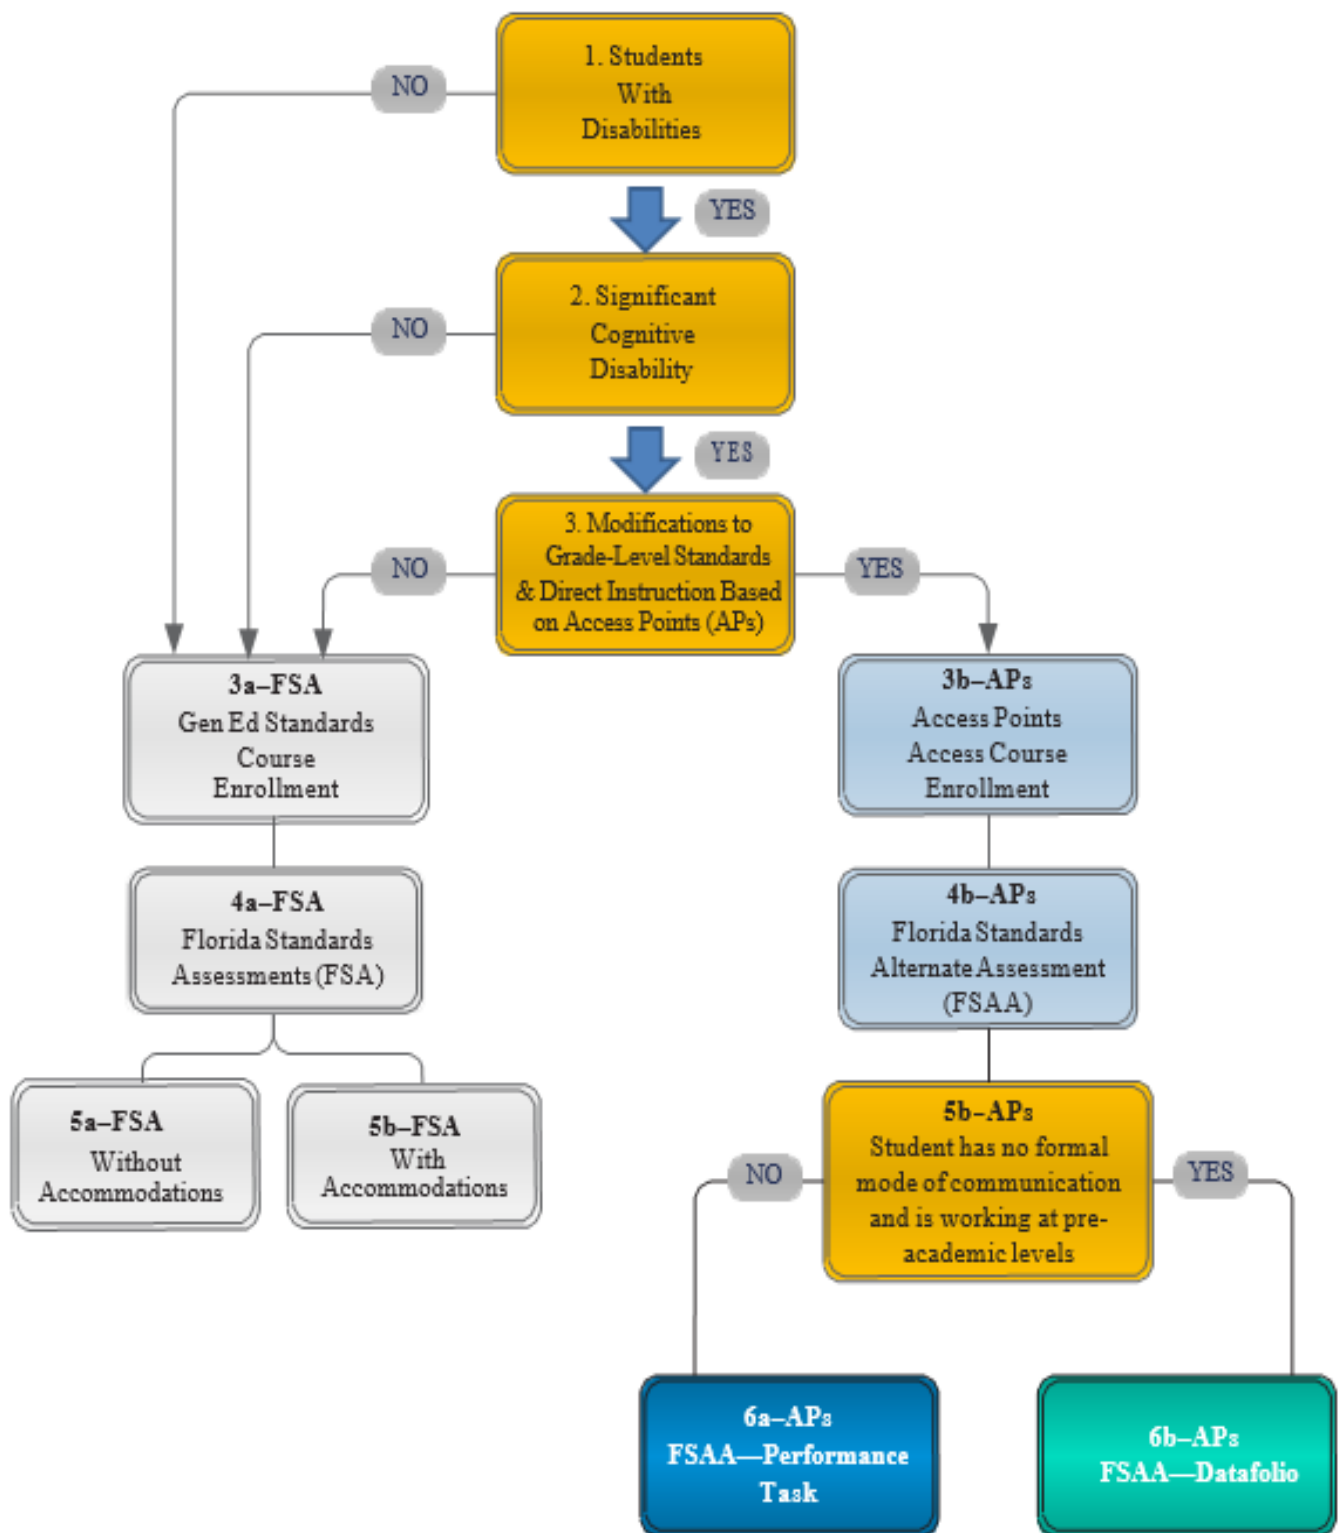 1. Students
With
Disabilities
NO
YES
2. Significant
Cognitive
Disability
NO
YES
3. Modifications to
Grade-Level Standards
& Direct Instruction Based
on Access Points (APs)
NO
YES
3a–FSA
Gen Ed Standards
Course
Enrollment
3b–APs
Access Points
Access Course
Enrollment
4a–FSA
Florida Standards
Assessments (FSA)
4b–APs
Florida Standards
Alternate Assessment
(FSAA)
5a–FSA
Without
Accommodations
5b–FSA
With
Accommodations
5b–APs
Student has no formal
mode of communication
and is working at pre-
academic levels
NO
YES
6a–APs
FSAA—Performance
Task
6b–APs
FSAA—Datafolio